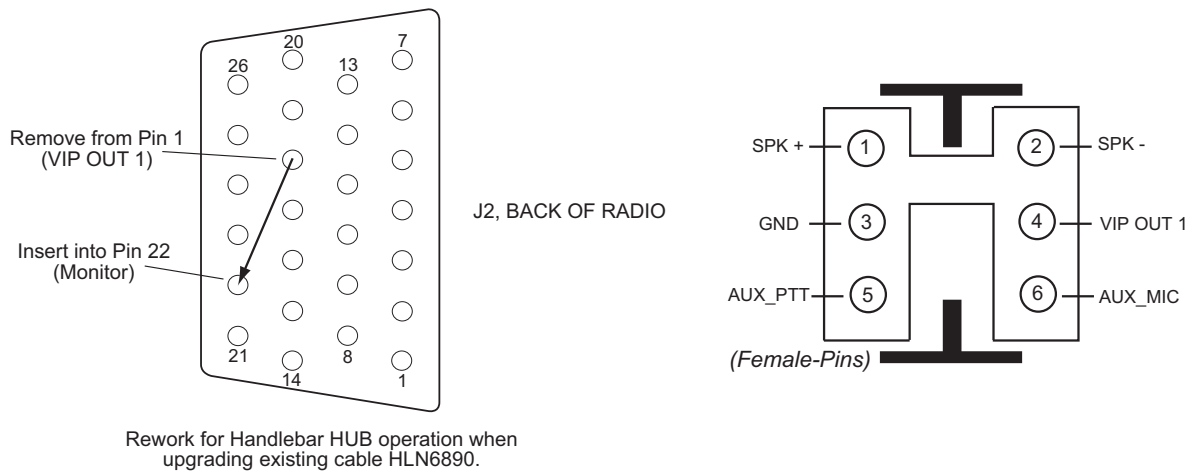 20
7
26
13
Remove from Pin 1
(VIP OUT 1)
Insert into Pin 22
(Monitor)
21
14
8
1
J2, BACK OF RADIO
Rework for Handlebar HUB operation when
upgrading existing cable HLN6890.
SPK + 1
2 SPK -
GND 3
4 VIP OUT 1
AUX_PTT 5
6 AUX_MIC
(Female-Pins)